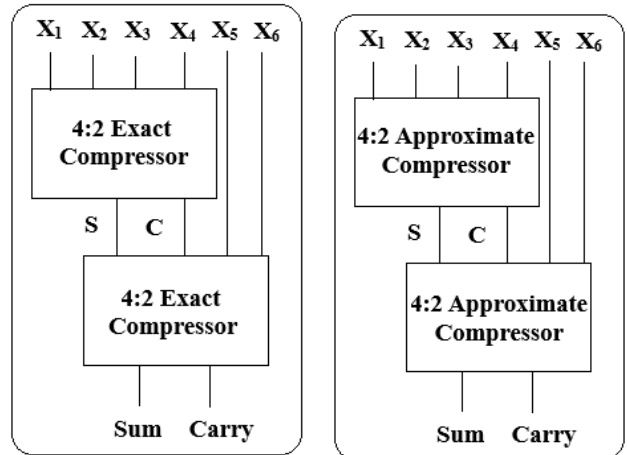 X₁ X₂ X₃ X₄ X₅ X₆
4:2 Exact
Compressor
S C
4:2 Exact
Compressor
Sum Carry
X₁ X₂ X₃ X₄ X₅ X₆
4:2 Approximate
Compressor
S C
4:2 Approximate
Compressor
Sum Carry